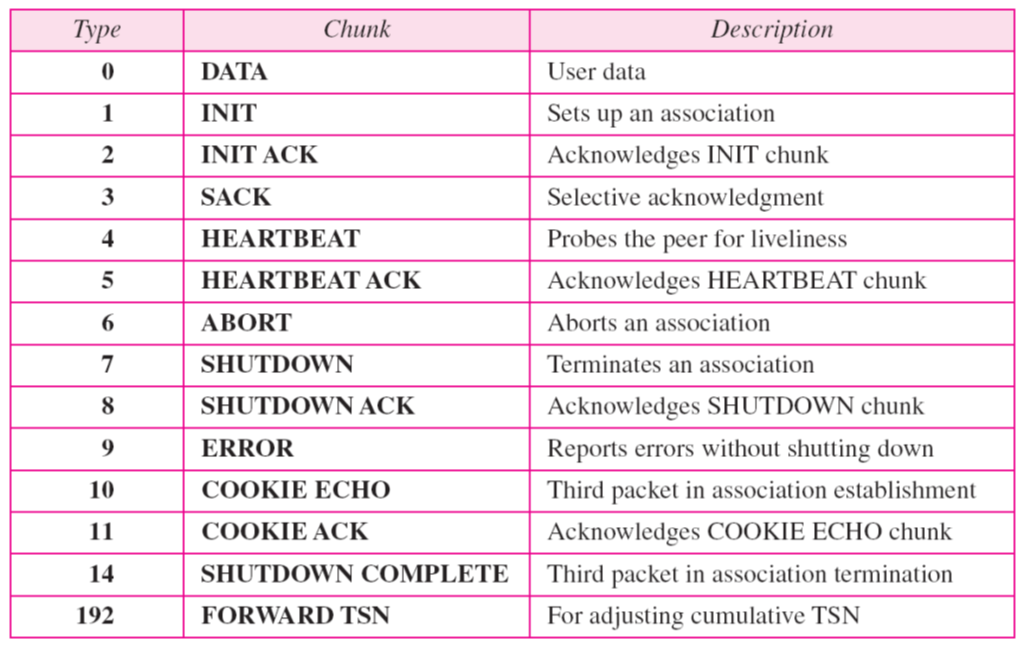 Type Chunk Description
0 DATA User data
1 INIT Sets up an association
2 INIT ACK Acknowledges INIT chunk
3 SACK Selective acknowledgment
4 HEARTBEAT Probes the peer for liveliness
5 HEARTBEAT ACK Acknowledges HEARTBEAT chunk
6 ABORT Aborts an association
7 SHUTDOWN Terminates an association
8 SHUTDOWN ACK Acknowledges SHUTDOWN chunk
9 ERROR Reports errors without shutting down
10 COOKIE ECHO Third packet in association establishment
11 COOKIE ACK Acknowledges COOKIE ECHO chunk
14 SHUTDOWN COMPLETE Third packet in association termination
192 FORWARD TSN For adjusting cumulative TSN